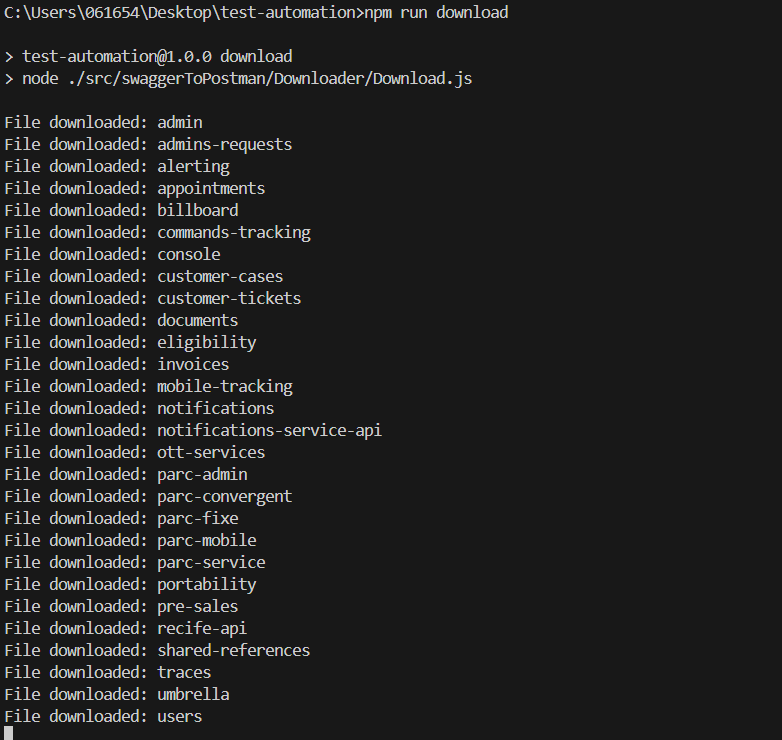 C:\Users\061654\Desktop\test-automation>npm run download
> test-automation@1.0.0 download
> node ./src/swaggerToPostman/Downloader/Download.js
File downloaded: admin
File downloaded: admins-requests
File downloaded: alerting
File downloaded: appointments
File downloaded: billboard
File downloaded: commands-tracking
File downloaded: console
File downloaded: customer-cases
File downloaded: customer-tickets
File downloaded: documents
File downloaded: eligibility
File downloaded: invoices
File downloaded: mobile-tracking
File downloaded: notifications
File downloaded: notifications-service-api
File downloaded: ott-services
File downloaded: parc-admin
File downloaded: parc-convergent
File downloaded: parc-fixe
File downloaded: parc-mobile
File downloaded: parc-service
File downloaded: portability
File downloaded: pre-sales
File downloaded: recife-api
File downloaded: shared-references
File downloaded: traces
File downloaded: umbrella
File downloaded: users